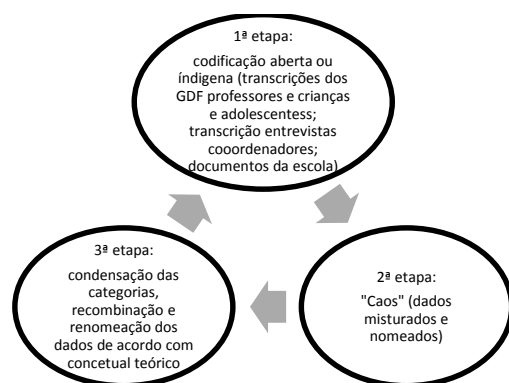 1ª etapa:
codificação aberta ou
índigena (transcrições dos
GDF professores e crianças
e adolescentess;
transcrição entrevistas
cooordenadores;
documentos da escola)
2ª etapa:
"Caos" (dados
misturados e
nomeados)
3ª etapa:
condensação das
categorias,
recombinação e
renomeação dos
dados de acordo com
concetual teórico